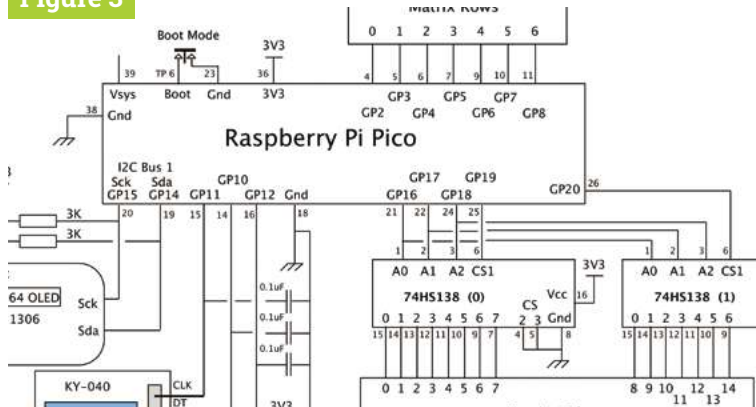 Figure 5
Matrix Rows
0 1 2 3 4 5 6
Boot Mode
3V3
39 TP 6 23 36 4 5 6 7 9 10 11
Vsys Boot Gnd 3V3
GP3 GP5 GP7
GP2 GP4 GP6 GP8
38 Gnd
Raspberry Pi Pico
I2C Bus 1
Sck Sda GP10 GP17 GP19
GP15 GP14 GP11 GP12 Gnd GP16 GP18 GP20 26
20 19 15 14 16 18 21 22 24 25
3K
3K
0.1uF
0.1uF
0.1uF
64 OLED
1306
Sck
Sda
1 2 3 6 1 2 3 6
A0 A1 A2 CS1 3V3 A0 A1 A2 CS1
74HS138 (0) Vcc 16 74HS138 (1)
CS
0 1 2 3 4 5 6 7 2 3 Gnd 0 1 2 3 4 5 6
15 14 13 12 11 10 9 7 4 5 8 15 14 13 12 11 10 9
KY-040
CLK
DT
3V3
0 1 2 3 4 5 6 7 8 9 10 12 14
11 13